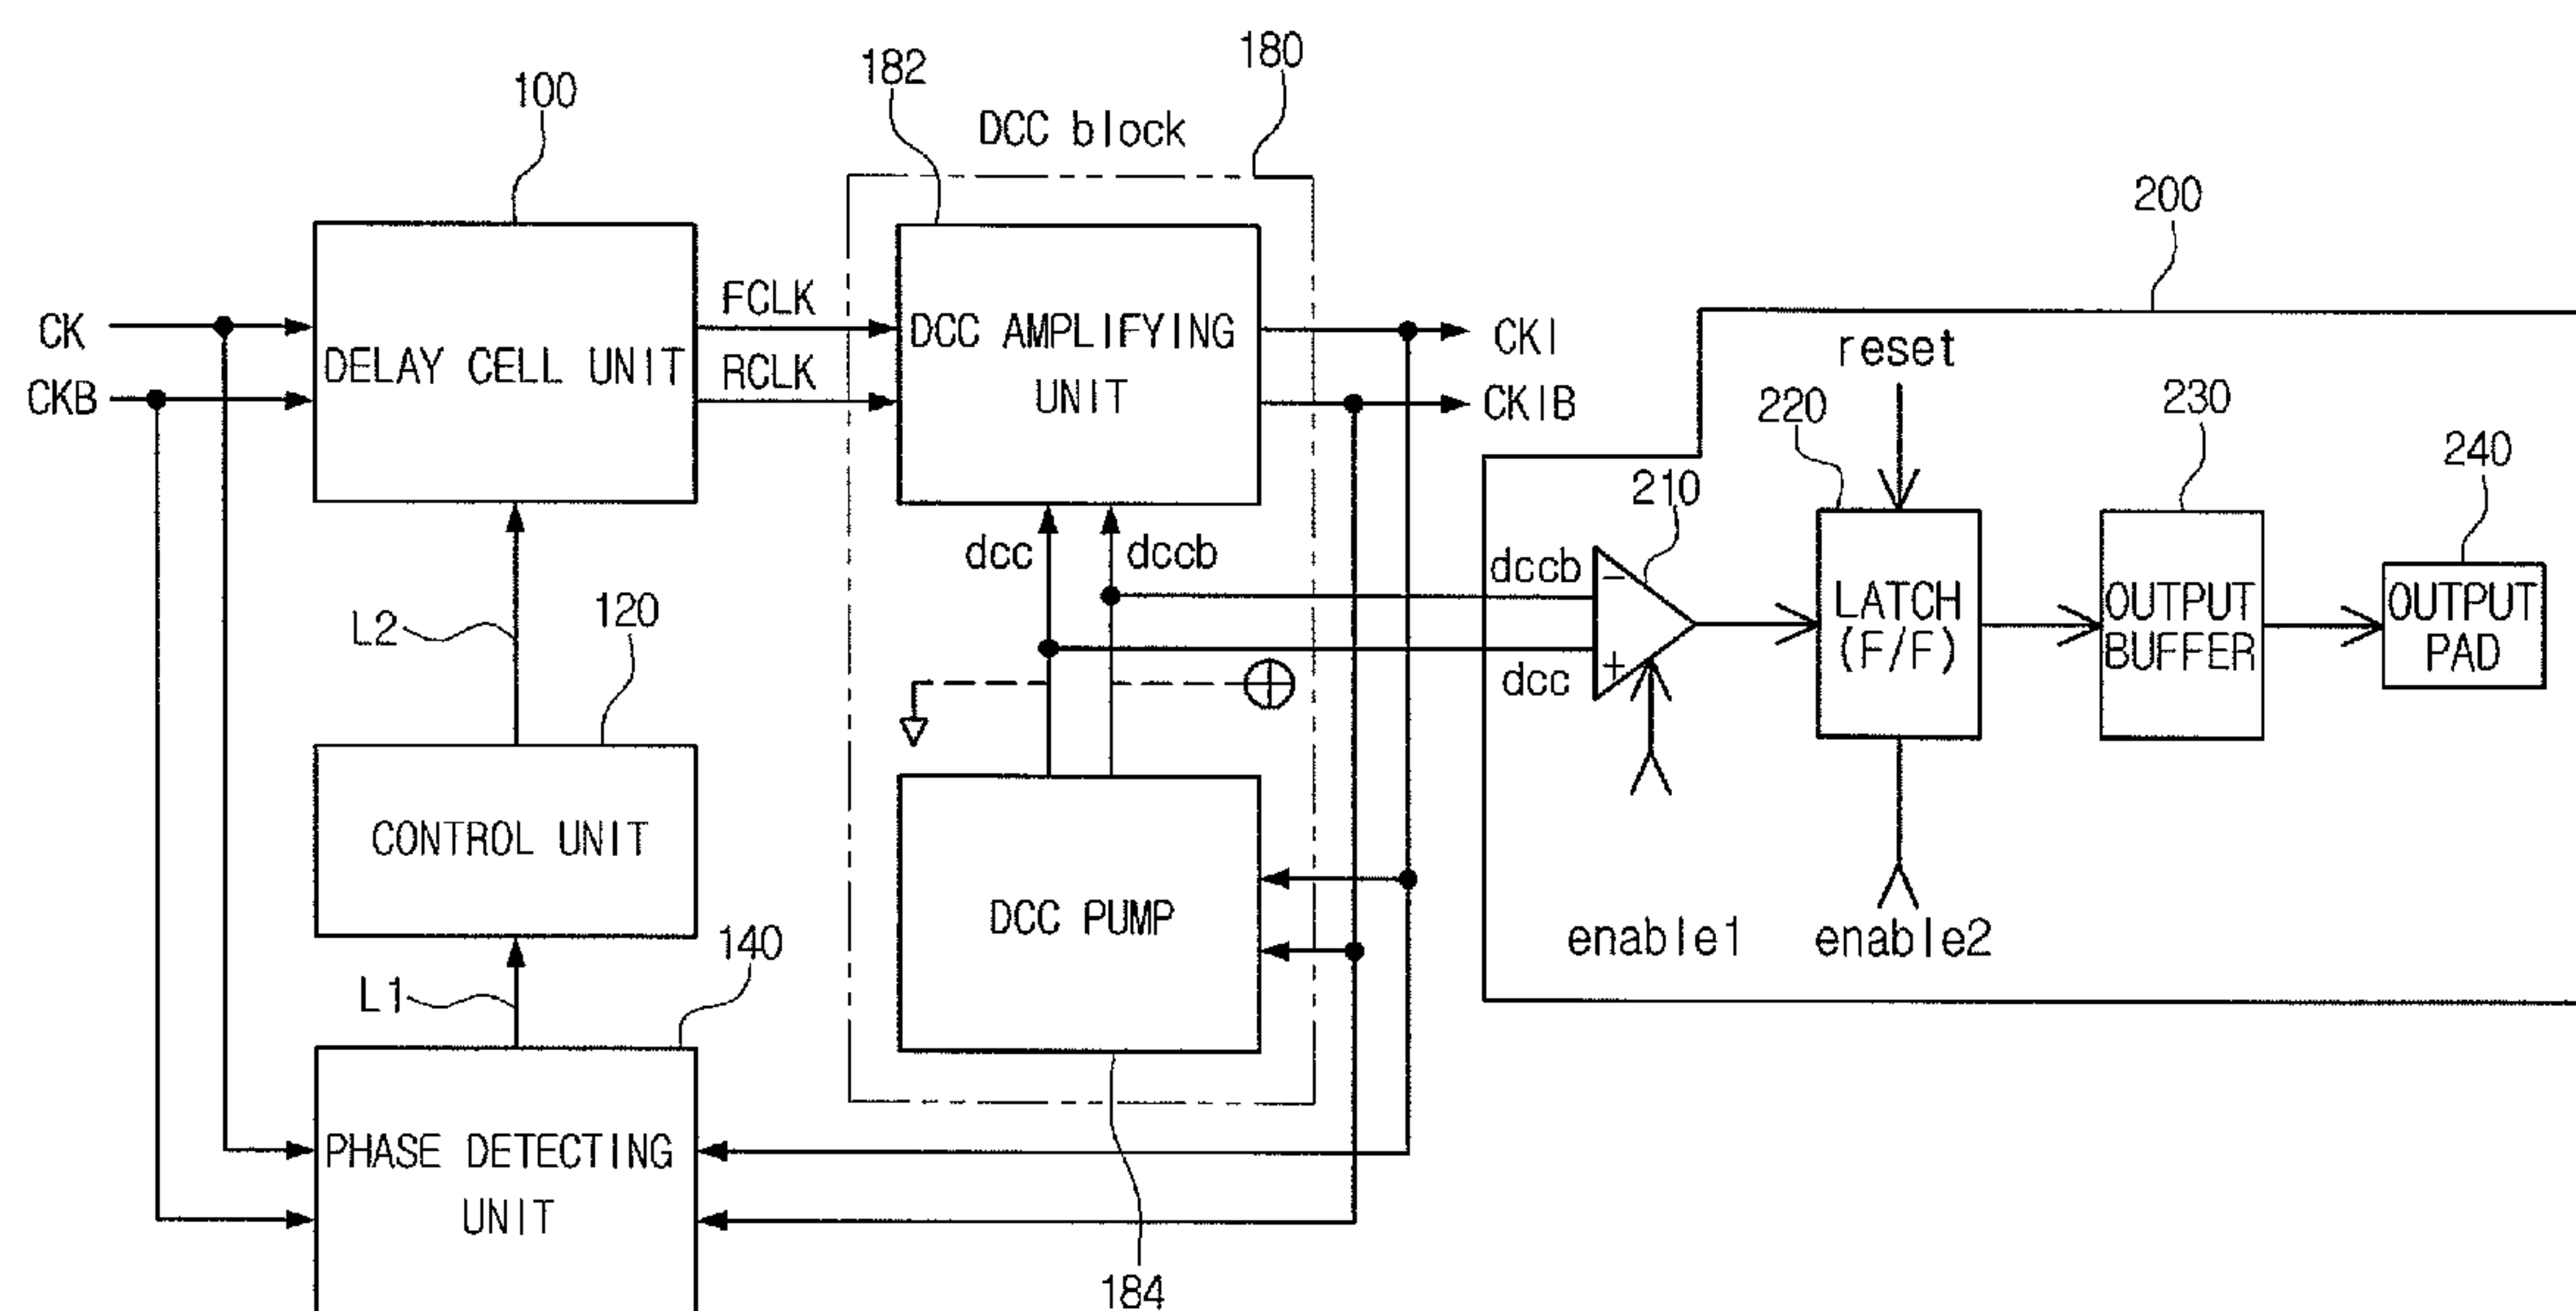 180
182
100
DCC block
200
CK
CKB
DELAY CELL UNIT
FCLK
RCLK
DCC AMPLIFYING
UNIT
CKI
CKIB
reset
220
230
240
210
dcc
dccb
dccb
−
+
dcc
LATCH
(F/F)
OUTPUT
BUFFER
OUTPUT
PAD
L2
120
CONTROL UNIT
DCC PUMP
enable1
enable2
140
L1
PHASE DETECTING
UNIT
184